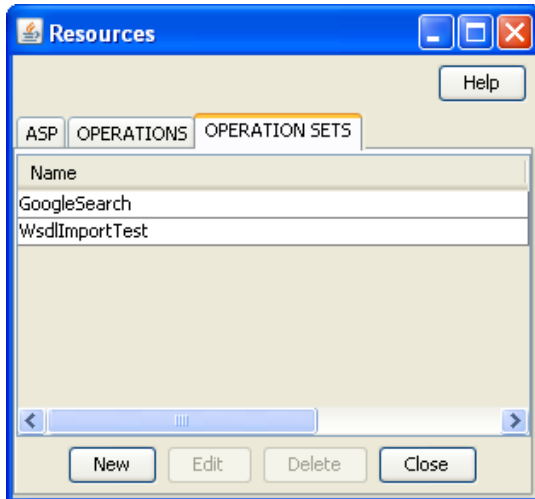 Resources
Help
ASP OPERATIONS OPERATION SETS
Name
GoogleSearch
WsdlImportTest
New Edit Delete Close